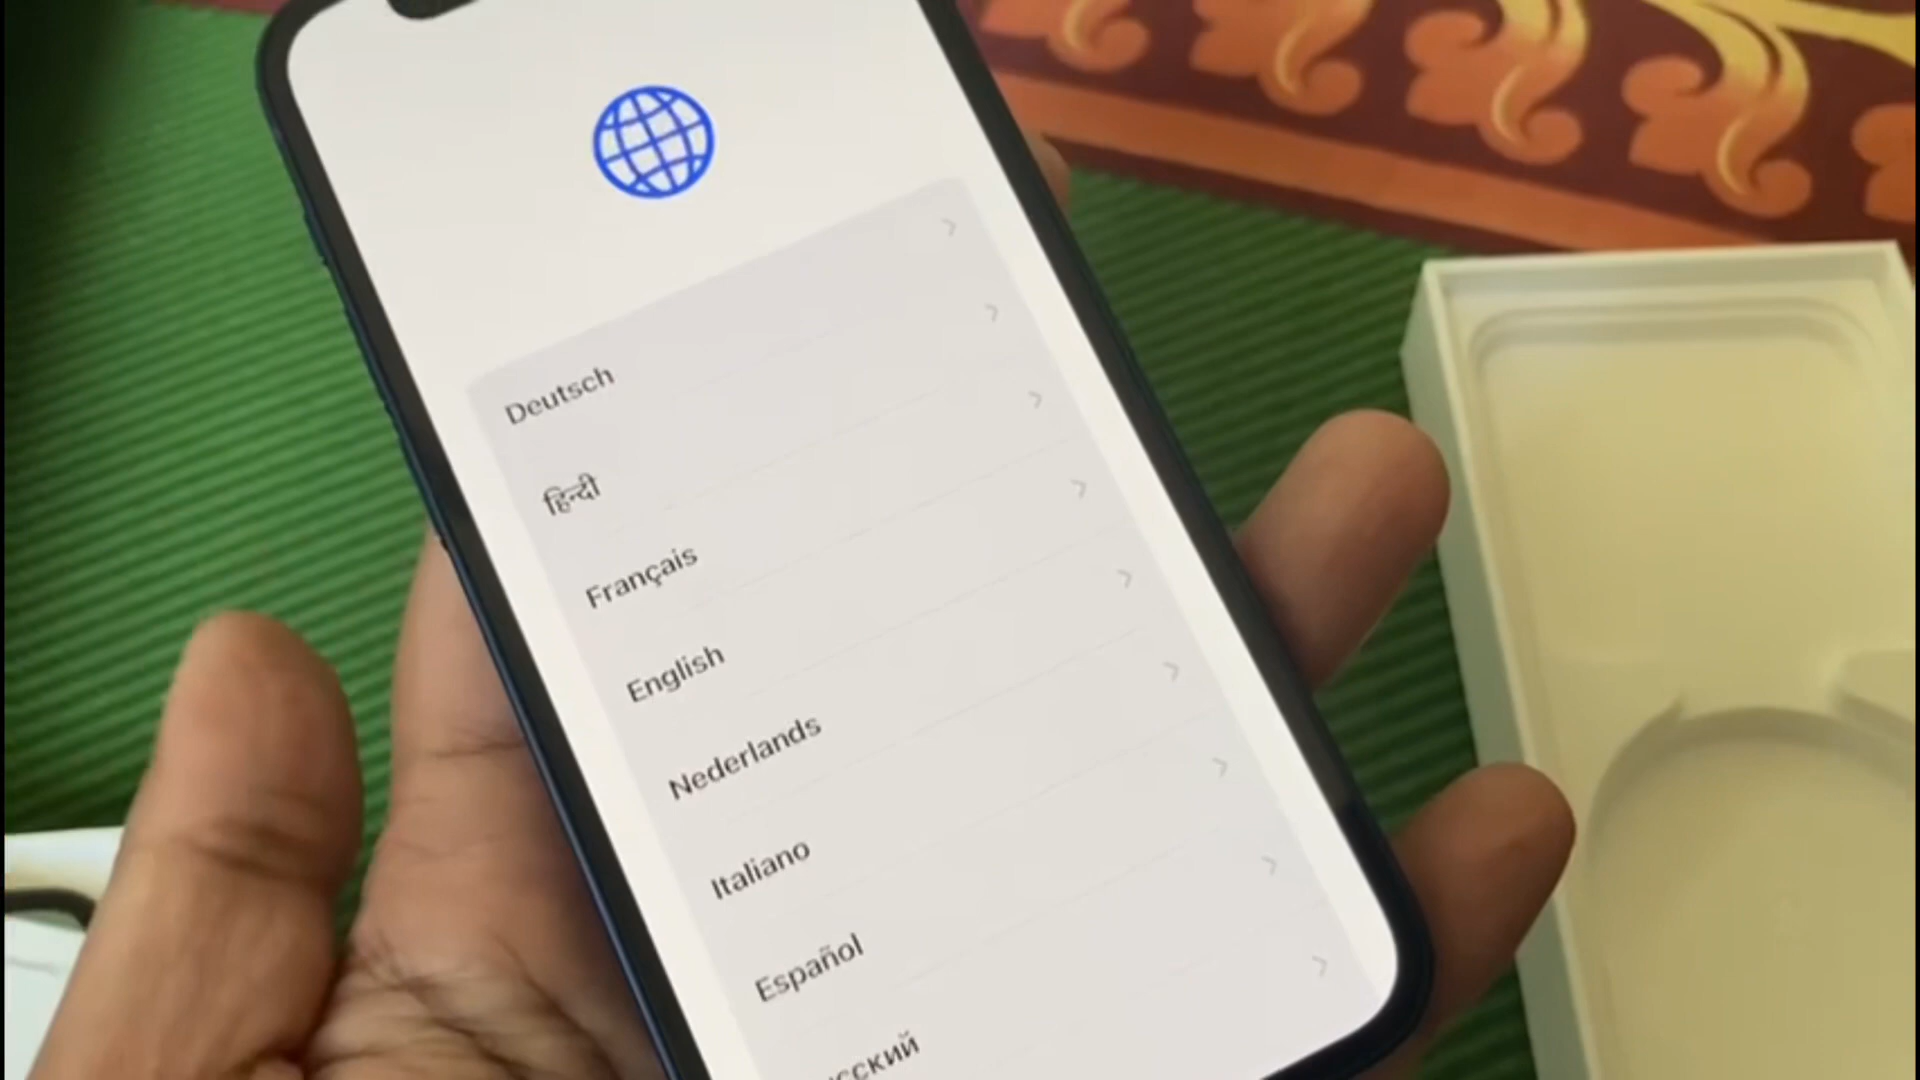 Deutsch
हिन्दी
Français
English
Nederlands
Italiano
Español